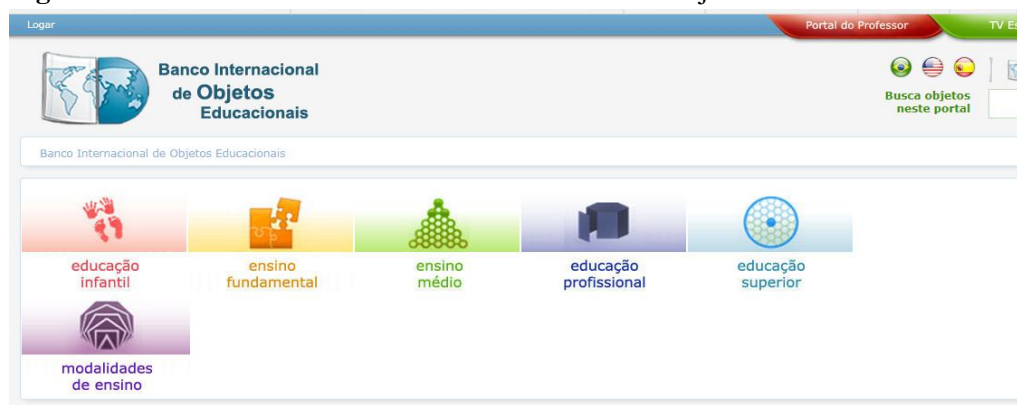 Logar
Portal do Professor
Banco Internacional
de Objetos
Educacionais
Busca objetos
neste portal
Banco Internacional de Objetos Educacionais
educação
infantil
ensino
fundamental
ensino
médio
educação
profissional
educação
superior
modalidades
de ensino